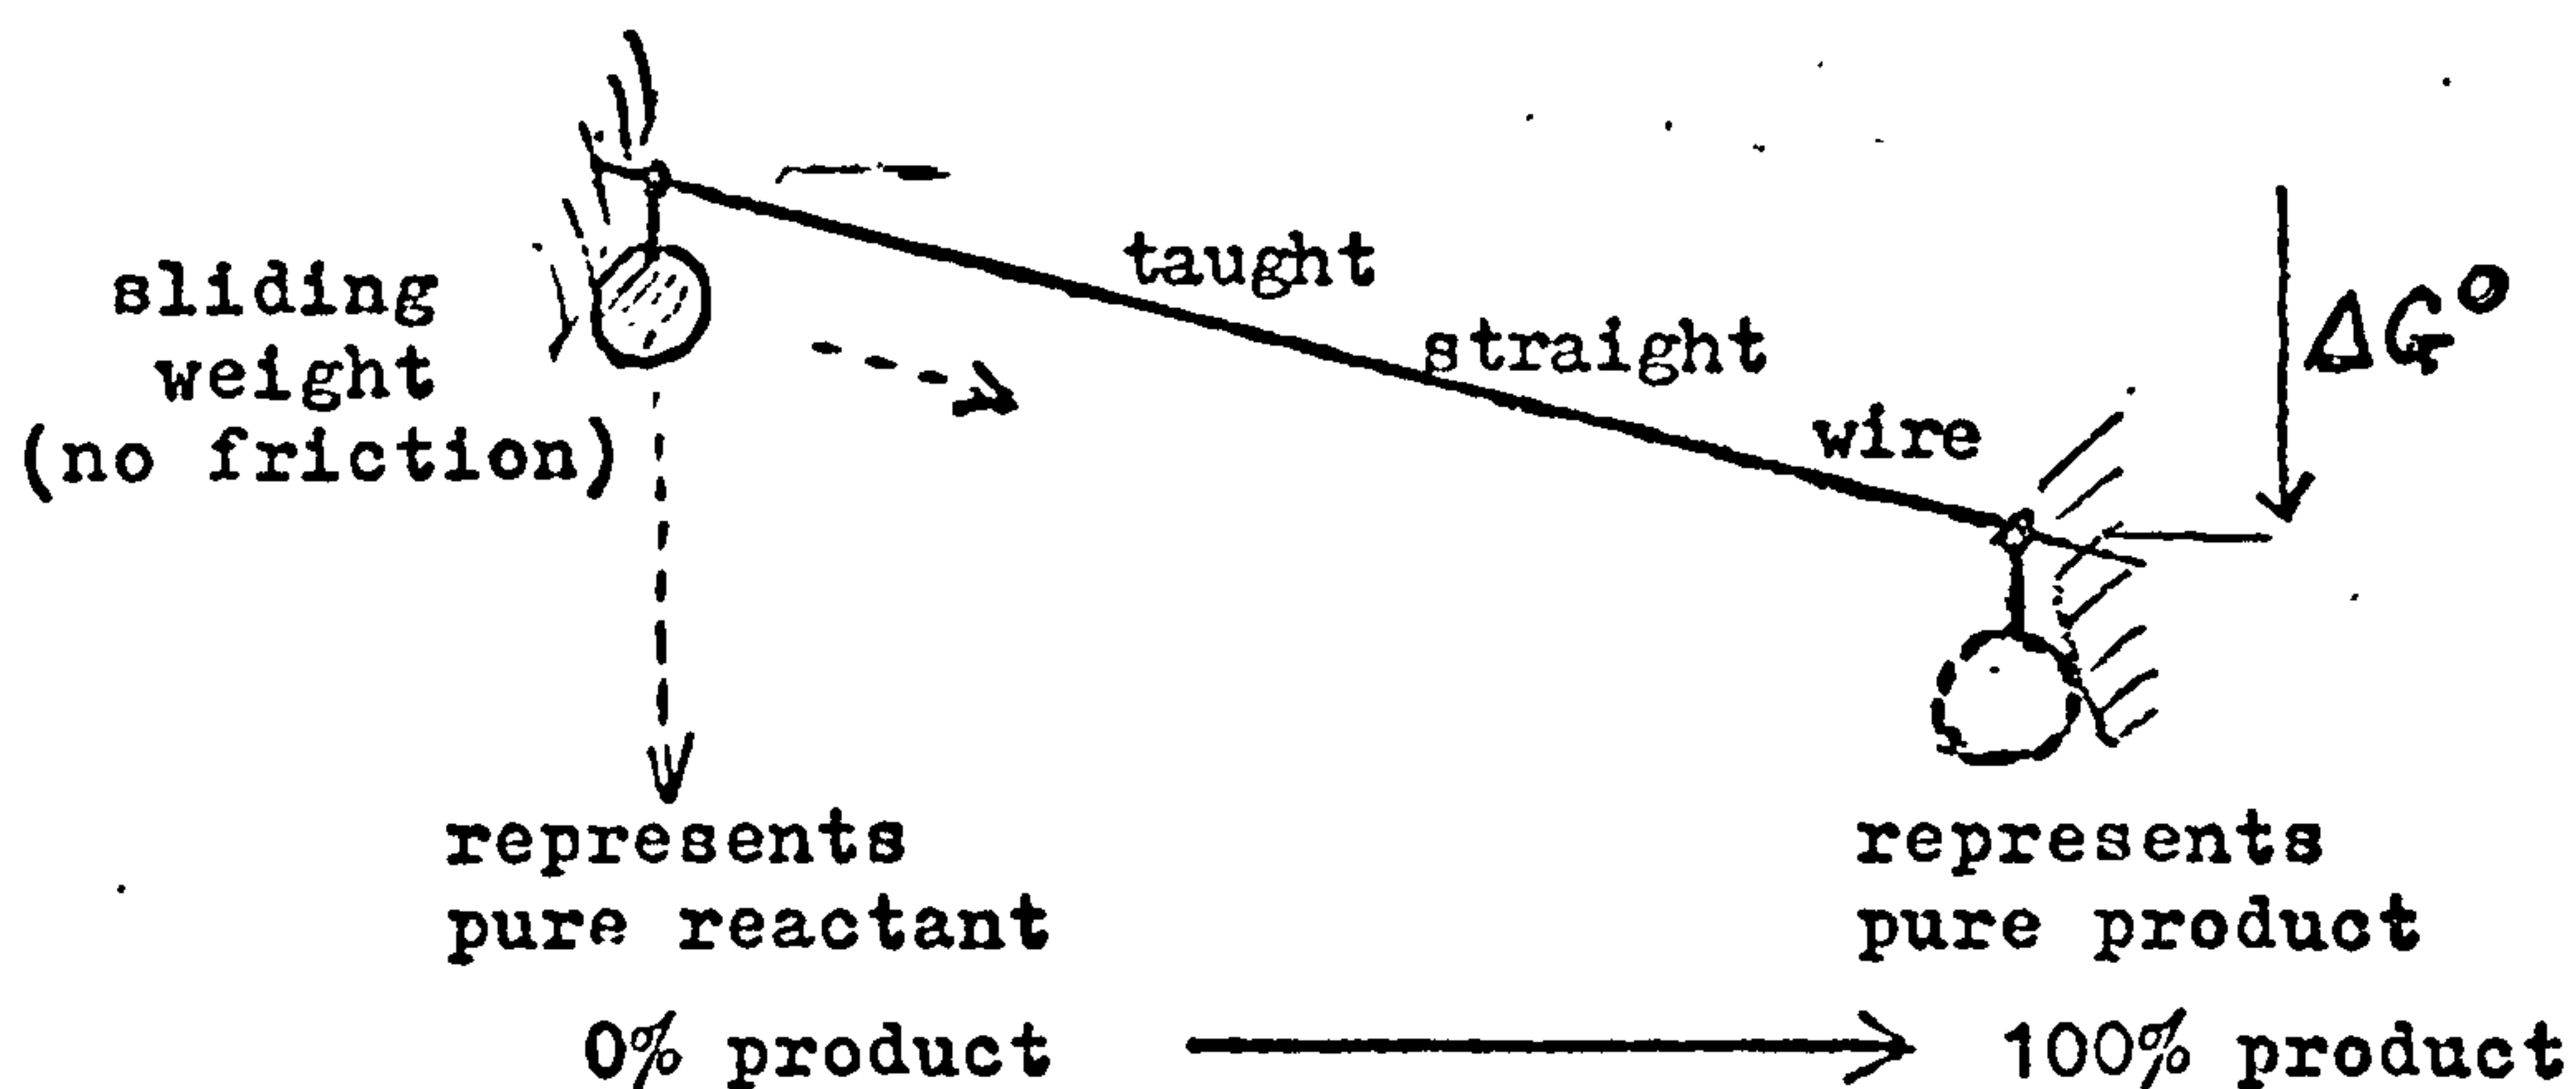 taught
straight
wire
ΔG°
sliding
weight
(no friction)
represents
pure reactant
represents
pure product
0% product
100% product